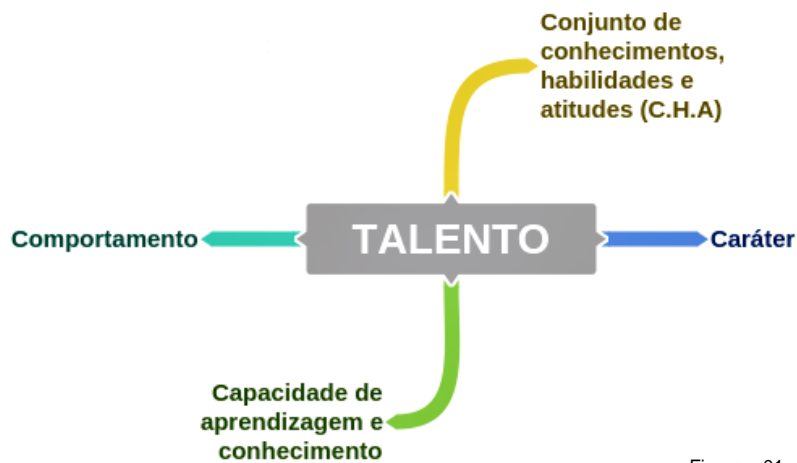 Conjunto de
conhecimentos,
habilidades e
atitudes (C.H.A)
Comportamento
TALENTO
Caráter
Capacidade de
aprendizagem e
conhecimento